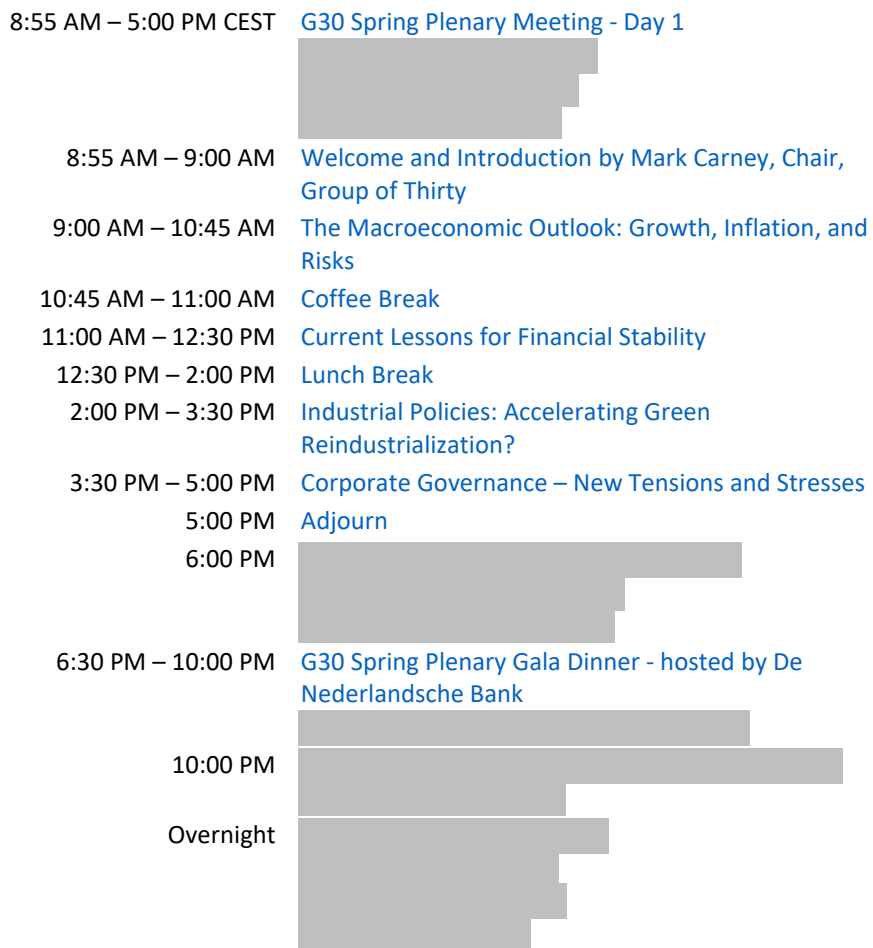 8:55 AM – 5:00 PM CEST G30 Spring Plenary Meeting - Day 1
8:55 AM – 9:00 AM Welcome and Introduction by Mark Carney, Chair,
Group of Thirty
9:00 AM – 10:45 AM The Macroeconomic Outlook: Growth, Inflation, and
Risks
10:45 AM – 11:00 AM Coffee Break
11:00 AM – 12:30 PM Current Lessons for Financial Stability
12:30 PM – 2:00 PM Lunch Break
2:00 PM – 3:30 PM Industrial Policies: Accelerating Green
Reindustrialization?
3:30 PM – 5:00 PM Corporate Governance – New Tensions and Stresses
5:00 PM Adjourn
6:00 PM
6:30 PM – 10:00 PM G30 Spring Plenary Gala Dinner - hosted by De
Nederlandsche Bank
10:00 PM
Overnight